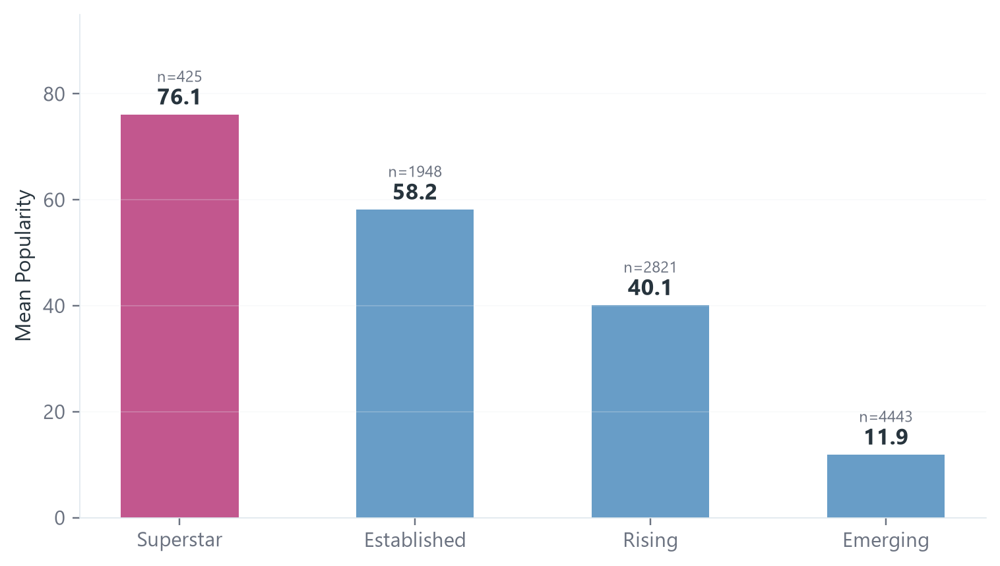 Mean Popularity
80
60
40
20
0
n=425
76.1
n=1948
58.2
n=2821
40.1
n=4443
11.9
Superstar
Established
Rising
Emerging